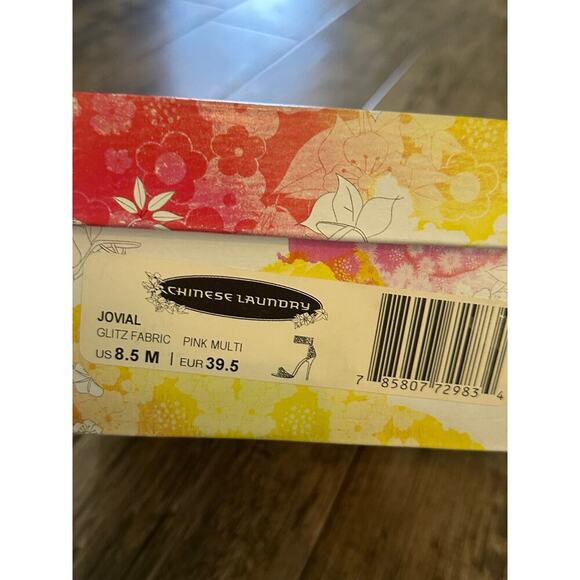 CHINESE LAUNDRY
JOVIAL
GLITZ FABRIC PINK MULTI
US 8.5 M | EUR 39.5
7 85807 72983 4